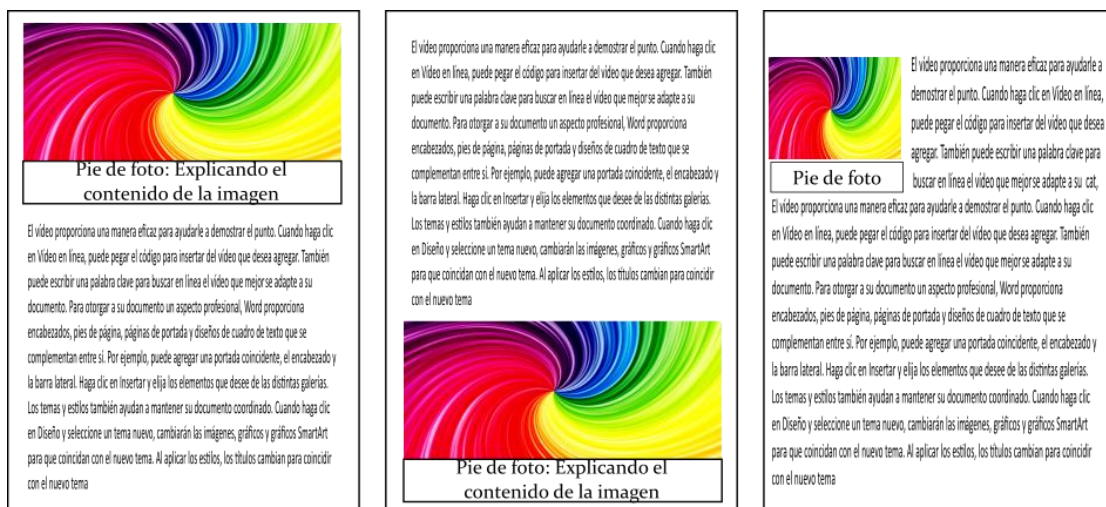 Pie de foto: Explicando el
contenido de la imagen
El vídeo proporciona una manera eficaz para ayudarle a demostrar el punto. Cuando haga clic
en Vídeo en línea, puede pegar el código para insertar del vídeo que desea agregar. También
puede escribir una palabra clave para buscar en línea el vídeo que mejor se adapte a su
documento. Para otorgar a su documento un aspecto profesional, Word proporciona
encabezados, pies de página, páginas de portada y diseños de cuadro de texto que se
complementan entre sí. Por ejemplo, puede agregar una portada coincidente, el encabezado y
la barra lateral. Haga clic en Insertar y elija los elementos que desee de las distintas galerías.
Los temas y estilos también ayudan a mantener su documento coordinado. Cuando haga clic
en Diseño y seleccione un tema nuevo, cambiarán las imágenes, gráficos y gráficos SmartArt
para que coincidan con el nuevo tema. Al aplicar los estilos, los títulos cambian para coincidir
con el nuevo tema
El vídeo proporciona una manera eficaz para ayudarle a demostrar el punto. Cuando haga clic
en Vídeo en línea, puede pegar el código para insertar del vídeo que desea agregar. También
puede escribir una palabra clave para buscar en línea el vídeo que mejor se adapte a su
documento. Para otorgar a su documento un aspecto profesional, Word proporciona
encabezados, pies de página, páginas de portada y diseños de cuadro de texto que se
complementan entre sí. Por ejemplo, puede agregar una portada coincidente, el encabezado y
la barra lateral. Haga clic en Insertar y elija los elementos que desee de las distintas galerías.
Los temas y estilos también ayudan a mantener su documento coordinado. Cuando haga clic
en Diseño y seleccione un tema nuevo, cambiarán las imágenes, gráficos y gráficos SmartArt
para que coincidan con el nuevo tema. Al aplicar los estilos, los títulos cambian para coincidir
con el nuevo tema
Pie de foto: Explicando el
contenido de la imagen
El vídeo proporciona una manera eficaz para ayudarle a
demostrar el punto. Cuando haga clic en Vídeo en línea,
puede pegar el código para insertar del vídeo que desea
agregar. También puede escribir una palabra clave para
buscar en línea el vídeo que mejor se adapte a su cat,
Pie de foto
El vídeo proporciona una manera eficaz para ayudarle a demostrar el punto. Cuando haga clic
en Vídeo en línea, puede pegar el código para insertar del vídeo que desea agregar. También
puede escribir una palabra clave para buscar en línea el vídeo que mejor se adapte a su
documento. Para otorgar a su documento un aspecto profesional, Word proporciona
encabezados, pies de página, páginas de portada y diseños de cuadro de texto que se
complementan entre sí. Por ejemplo, puede agregar una portada coincidente, el encabezado y
la barra lateral. Haga clic en Insertar y elija los elementos que desee de las distintas galerías.
Los temas y estilos también ayudan a mantener su documento coordinado. Cuando haga clic
en Diseño y seleccione un tema nuevo, cambiarán las imágenes, gráficos y gráficos SmartArt
para que coincidan con el nuevo tema. Al aplicar los estilos, los títulos cambian para coincidir
con el nuevo tema